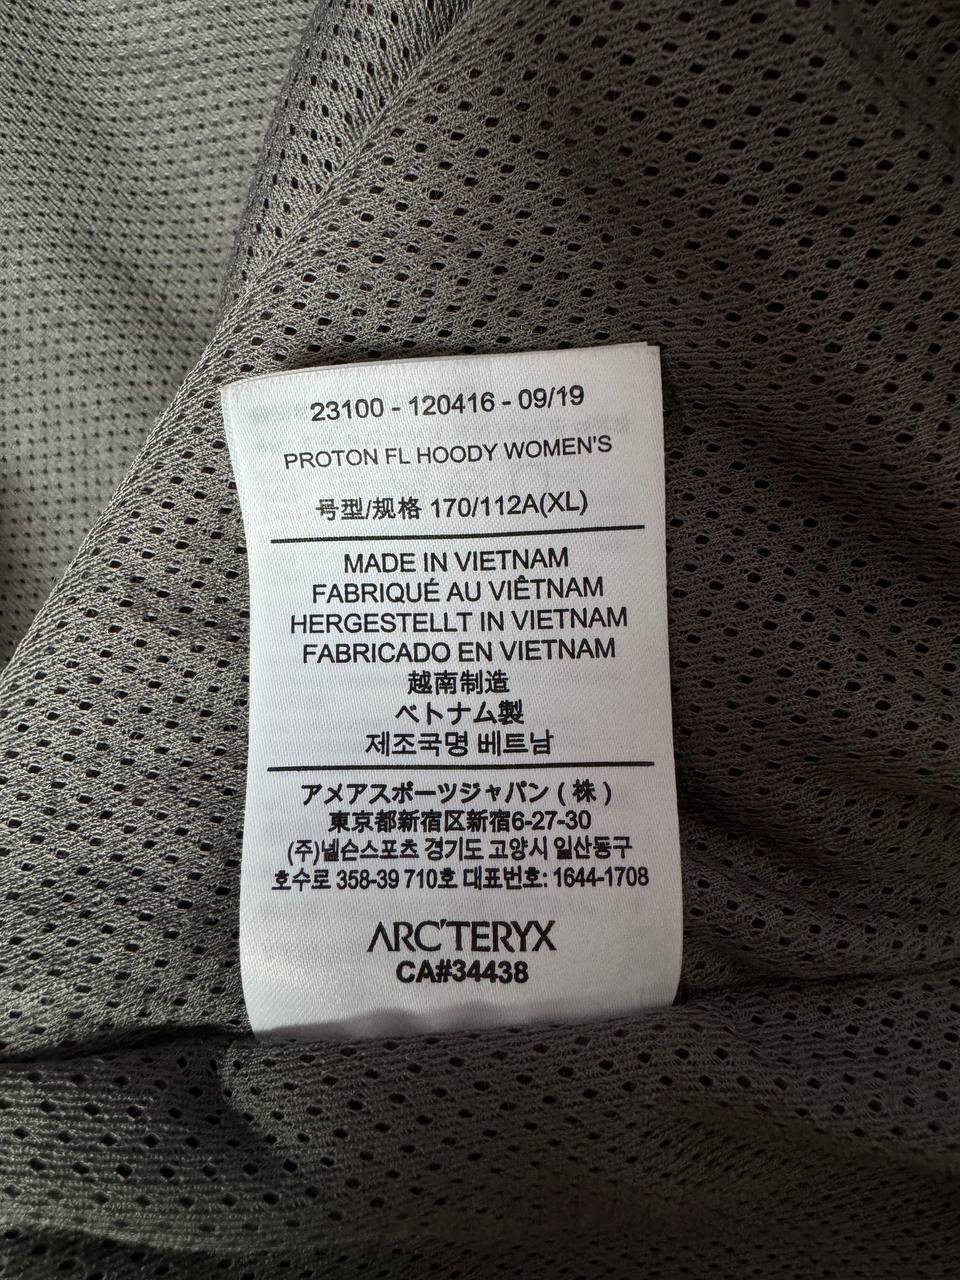 23100 - 120416 - 09/19
PROTON FL HOODY WOMEN'S
号型/规格 170/112A(XL)
MADE IN VIETNAM
FABRIQUÉ AU VIÊTNAM
HERGESTELLT IN VIETNAM
FABRICADO EN VIETNAM
越南制造
ベトナム製
제조국명 베트남
アメアスポーツジャパン ( 株 )
東京都新宿区新宿6-27-30
(주)넬슨스포츠 경기도 고양시 일산동구
호수로 358-39 710호 대표번호: 1644-1708
ARC'TERYX
CA#34438